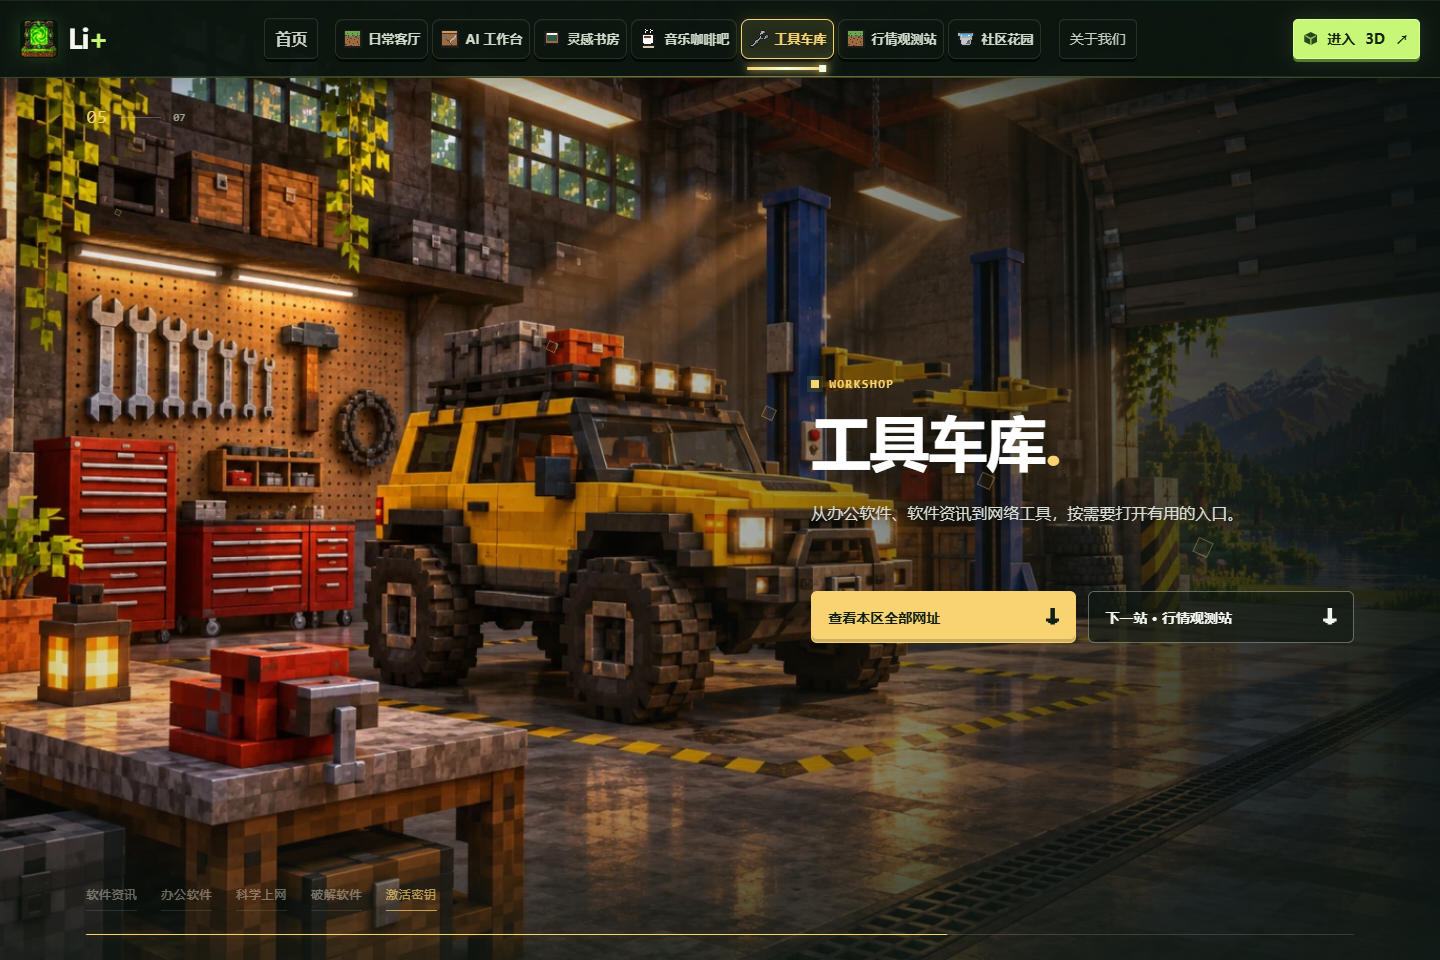 Li+
首页
日常客厅
AI 工作台
灵感书房
音乐咖啡吧
工具车库
行情观测站
社区花园
关于我们
进入 3D ↗
05
07
WORKSHOP
工具车库.
从办公软件、软件资讯到网络工具，按需要打开有用的入口。
查看本区全部网址
下一站 • 行情观测站
软件资讯
办公软件
科学上网
破解软件
激活密钥